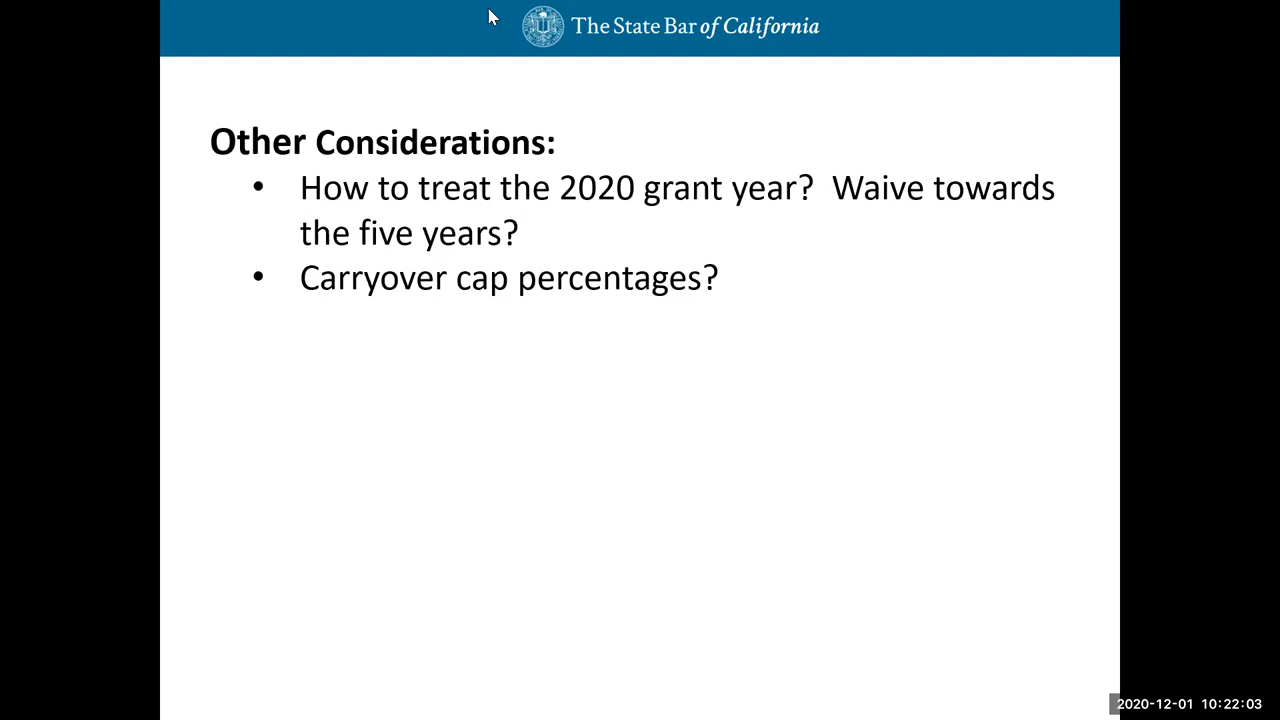 The State Bar of California
Other Considerations:
• How to treat the 2020 grant year?  Waive towards
the five years?
• Carryover cap percentages?
2020-12-01 10:22:03